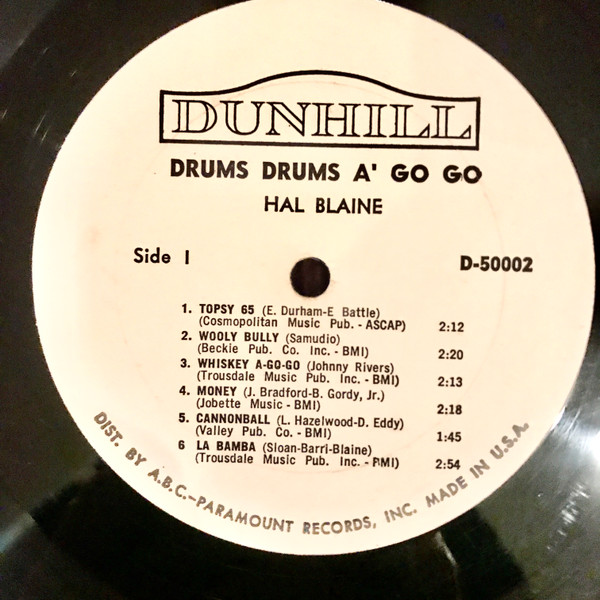 DUNHILL
DRUMS DRUMS A' GO GO
HAL BLAINE
Side 1
D-50002
1. TOPSY 65 (E. Durham-E Battle)
(Cosmopolitan Music Pub. - ASCAP) 2:12
2. WOOLY BULLY (Samudio)
(Beckie Pub. Co. Inc. - BMI) 2:20
3. WHISKEY A-GO-GO (Johnny Rivers)
(Trousdale Music Pub Inc. - BMI) 2:13
4. MONEY (J. Bradford-B. Gordy, Jr.)
(Jobette Music - BMI) 2:18
5. CANNONBALL (L. Hazelwood-D. Eddy)
(Valley Pub. Co. - BMI) 1:45
6 LA BAMBA (Sloan-Barri-Blaine)
(Trousdale Music Pub. Inc. - BMI) 2:54
DIST. BY A.B.C.-PARAMOUNT RECORDS, INC. MADE IN U.S.A.